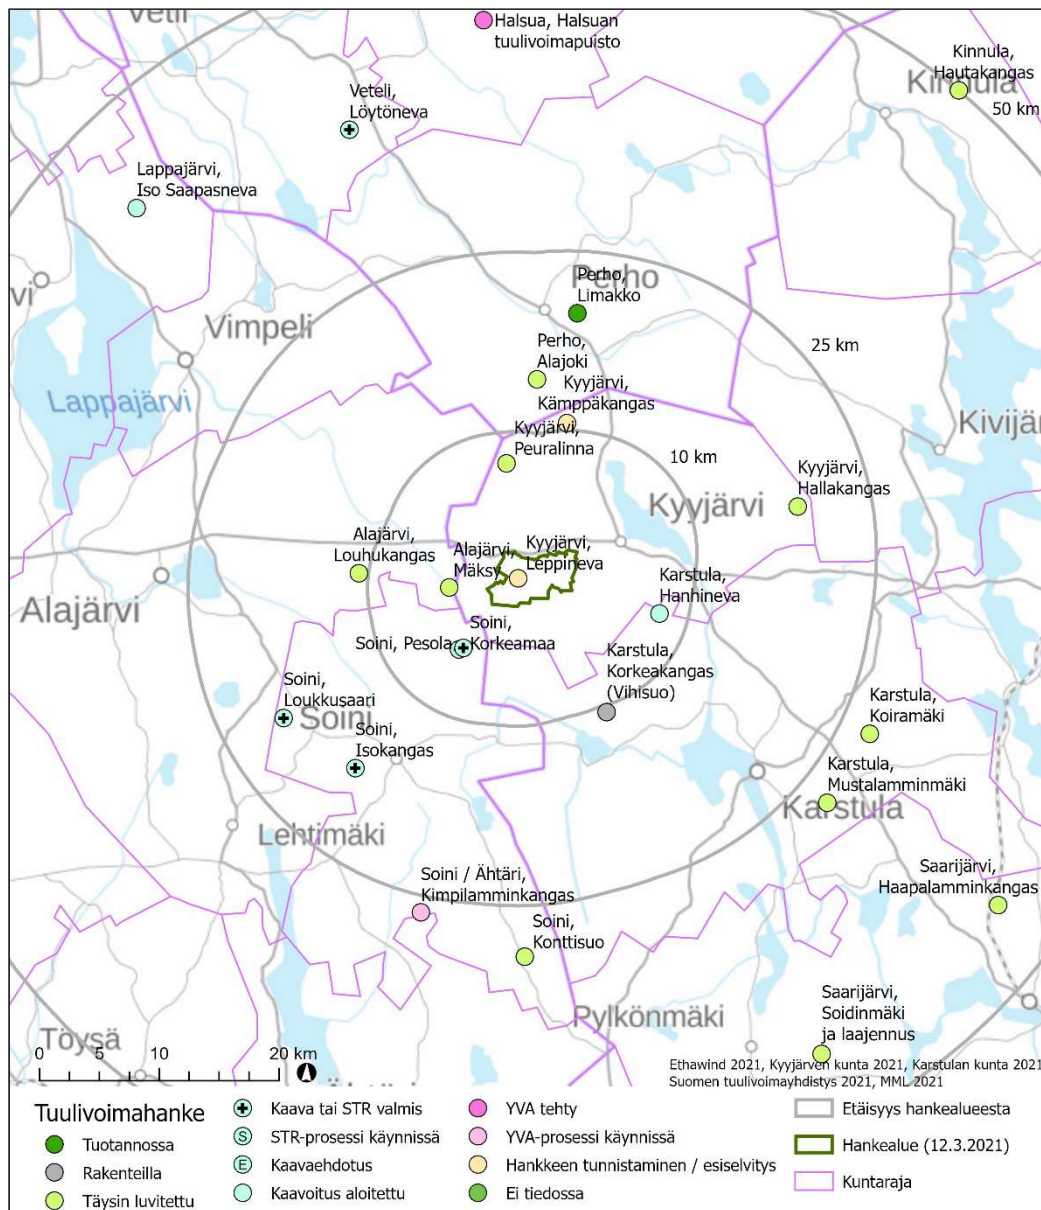 Vetli
Halsua, Halsuan
tuulivoimapuisto
Kinnula,
Hautakangas
Kinnula
50 km
Veteli,
Löytöneva
Lappajärvi,
Iso Saapasneva
Perho
Perho,
Limakko
vi
Vimpeli
25 km
Perho,
Alajoki
Kyyjärvi,
Kämppäkangas
Lappajärvi
Kivijär
Kyyjärvi,
Peuralinna
10 km
Kyyjärvi,
Hallakangas
Kyyjärvi
Alajärvi,
Louhukangas
Alajärvi,
Mäksy
Kyyjärvi,
Leppineva
Karstula,
Hanhineva
Alajärvi
Soini, Pesola
Soini,
Korkeamaa
Karstula,
Korkeakangas
(Vihisuo)
Soini,
Loukkusaari
Soini
Soini,
Isokangas
Karstula,
Koiramäki
Karstula,
Mustalamminmäki
Karstula
Lehtimäki
Saarijärvi,
Haapalamminkangas
Soini / Ähtäri,
Kimpilamminkangas
Soini,
Konttisuo
Pylkönmäki
Saarijärvi,
Soidinmäki
ja laajennus
Töysä
0 5 10 20 km
Ethawind 2021, Kyyjärven kunta 2021, Karstulan kunta 2021
Suomen tuulivoimayhdistys 2021, MML 2021
Tuulivoimahanke
Tuotannossa
Rakenteilla
Täysin luvitettu
Kaava tai STR valmis
S STR-prosessi käynnissä
E Kaavaehdotus
Kaavoitus aloitettu
YVA tehty
YVA-prosessi käynnissä
Hankkeen tunnistaminen / esiselvitys
Ei tiedossa
Etäisyys hankealueesta
Hankealue (12.3.2021)
Kuntaraja